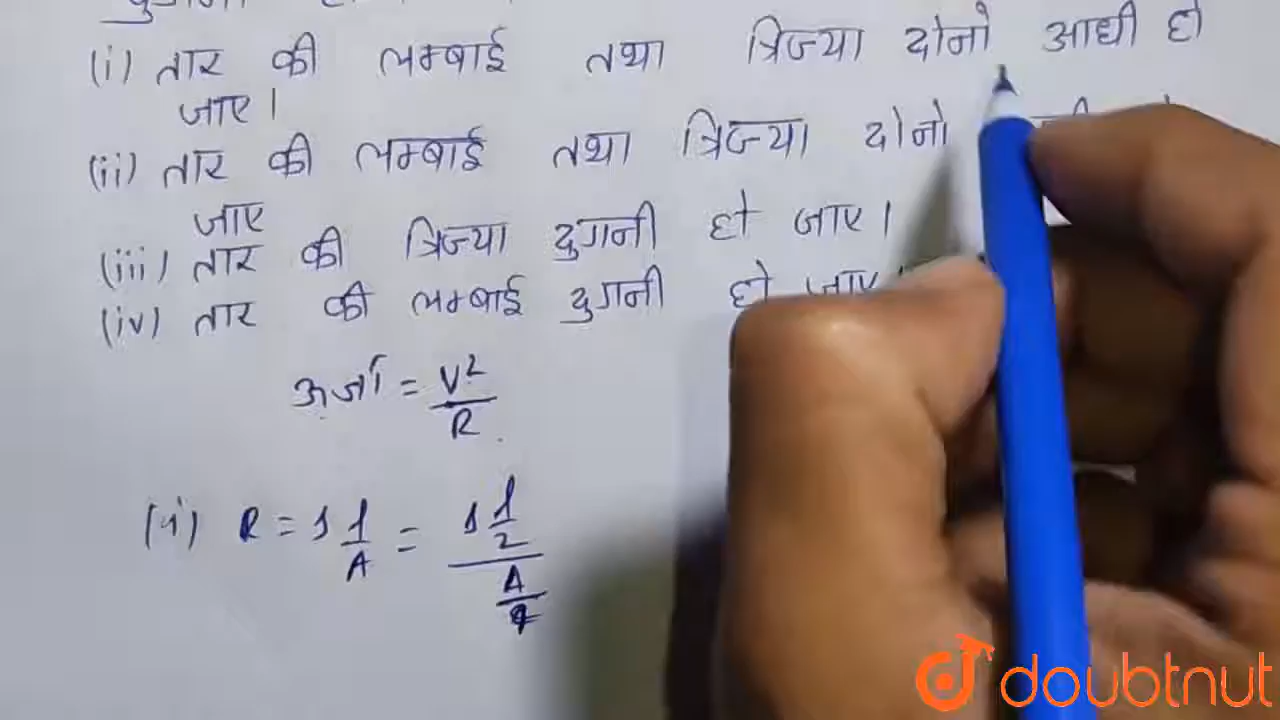 (i) तार की लम्बाई तथा त्रिज्या दोनो आधी हो
जाए।
(ii) तार की लम्बाई तथा त्रिज्या दोनो
जाए
(iii) तार की त्रिज्या दुगनी हो जाए।
(iv) तार की लम्बाई दुगनी हो जाए
ऊर्जा = V²/R
R = ρ l/A = (ρ l/2)/(A/4)
doubtnut